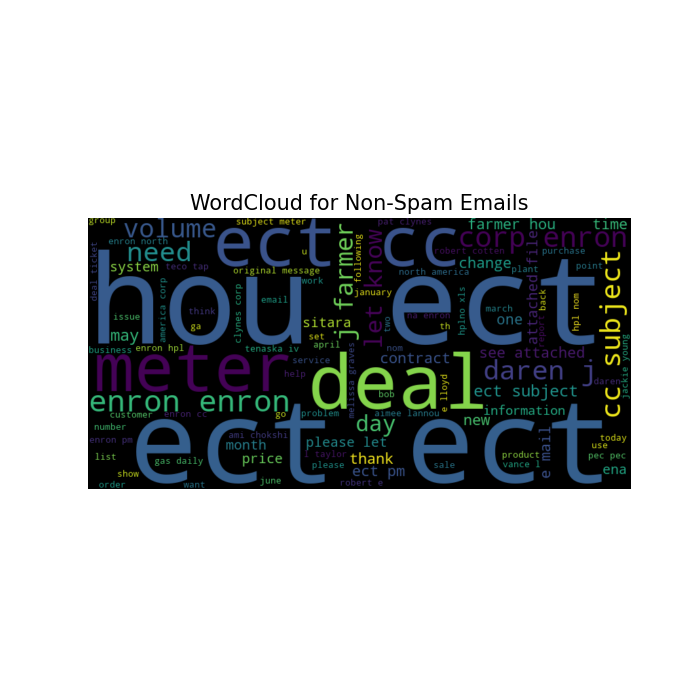 WordCloud for Non-Spam Emails
group
subject meter
pat clynes
farmer hou
time
volume
ect
cc
corp enron
enron north
need
j farmer
following
let know
robert cotten
attached file
purchase
deal ticket
system
teco tap
original message
u
work
north america
change
plant
point
cc subject
hou
ect
america corp
clynes corp
email
january
hplno xls
march
back
hpl nom
issue
think
sitara
two
na enron
one
report
may
ga
set
april
th
business
enron hpl
tenaska iv
service
melissa graves
nom
contract
see attached
jackie young
meter
help
deal
daren j
daren
enron enron
bob
e lloyd
ect subject
customer
enron cc
go
problem
aimee lannou
information
number
ect
ami chokshi
day
new
ect
enron pm
month
please let
e mail
today
use
list
gas daily
price
l taylor
thank
product
pec pec
show
please
ect pm
sale
vance l
ena
order
want
june
robert e